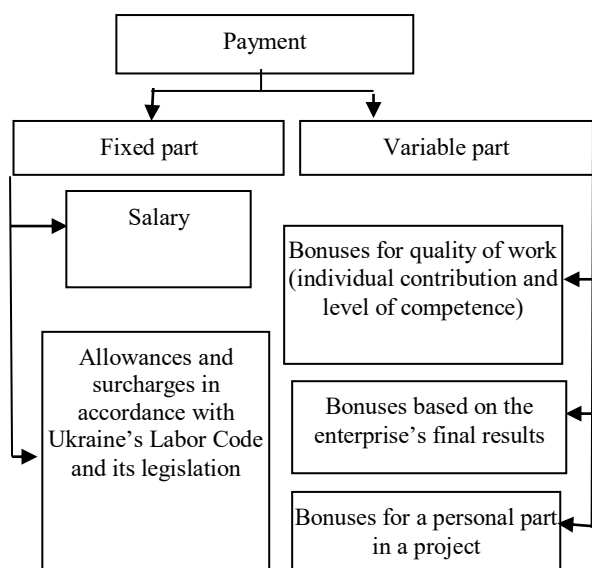 Payment
Fixed part
Variable part
Salary
Bonuses for quality of work
(individual contribution and
level of competence)
Allowances and
surcharges in
accordance with
Ukraine's Labor Code
and its legislation
Bonuses based on the
enterprise's final results
Bonuses for a personal part
in a project